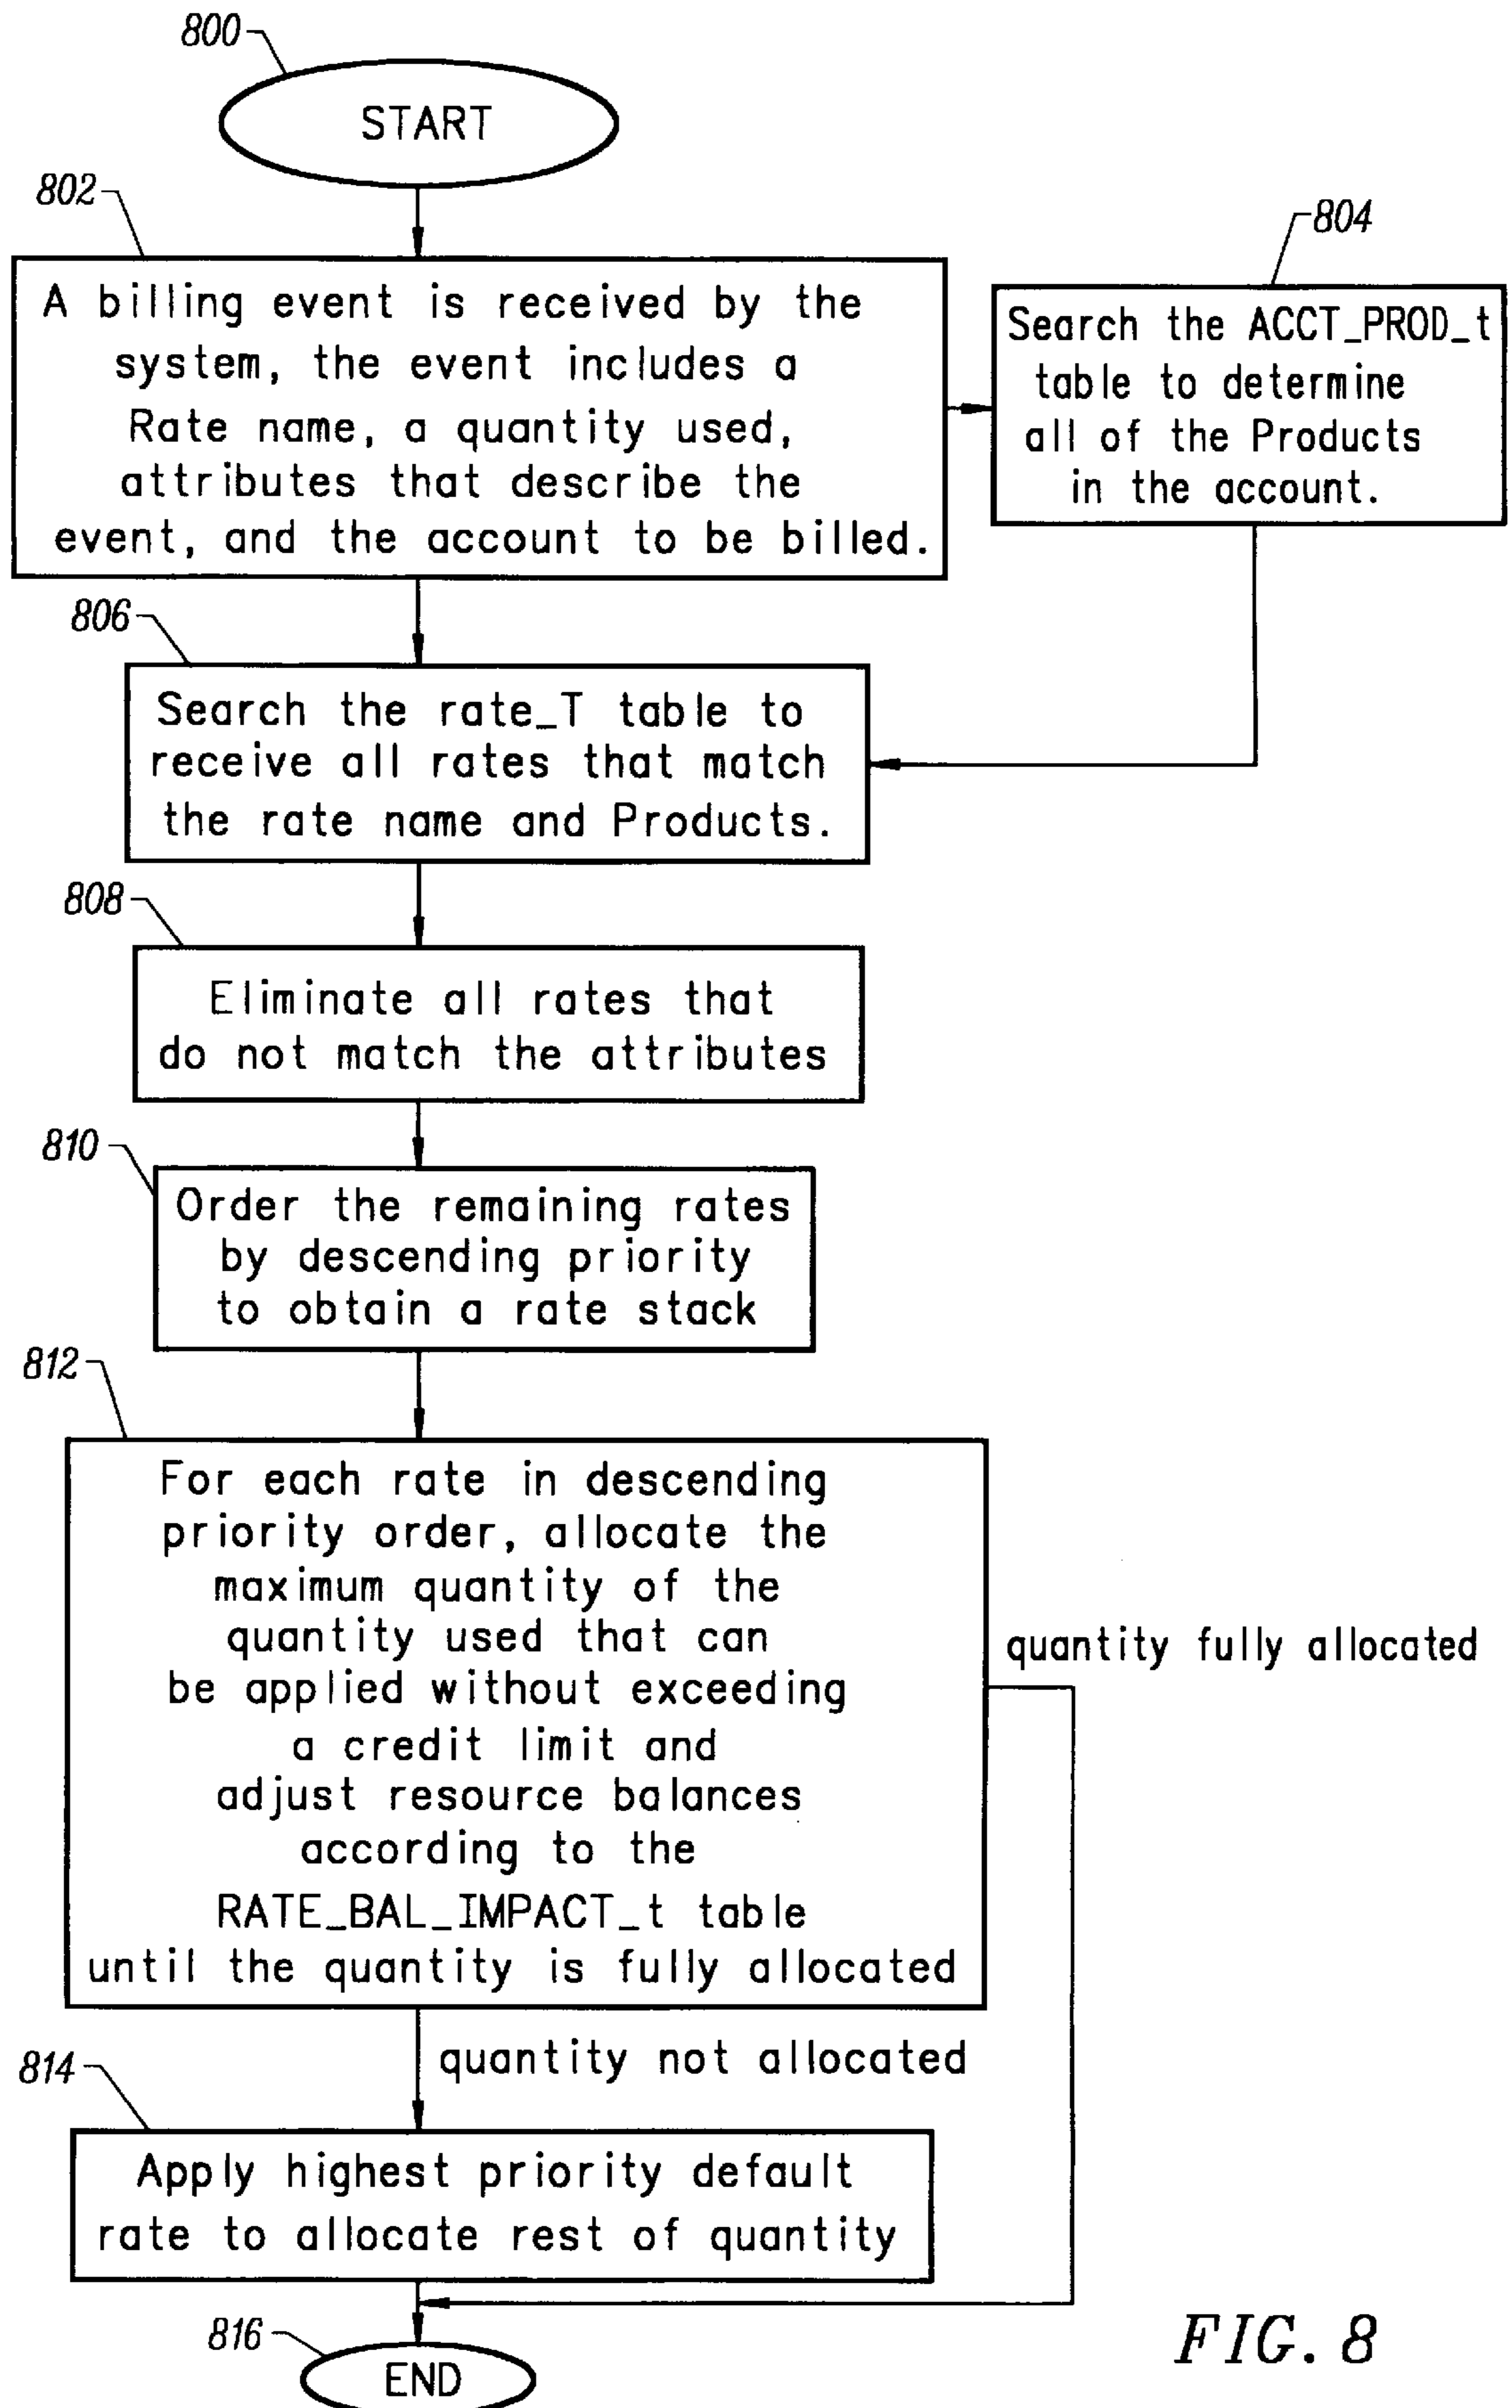 800
START
802
A billing event is received by the
system, the event includes a
Rate name, a quantity used,
attributes that describe the
event, and the account to be billed.
804
Search the ACCT_PROD_t
table to determine
all of the Products
in the account.
806
Search the rate_T table to
receive all rates that match
the rate name and Products.
808
Eliminate all rates that
do not match the attributes
810
Order the remaining rates
by descending priority
to obtain a rate stack
812
For each rate in descending
priority order, allocate the
maximum quantity of the
quantity used that can
be applied without exceeding
a credit limit and
adjust resource balances
according to the
RATE_BAL_IMPACT_t table
until the quantity is fully allocated
quantity fully allocated
quantity not allocated
814
Apply highest priority default
rate to allocate rest of quantity
816
END
FIG. 8